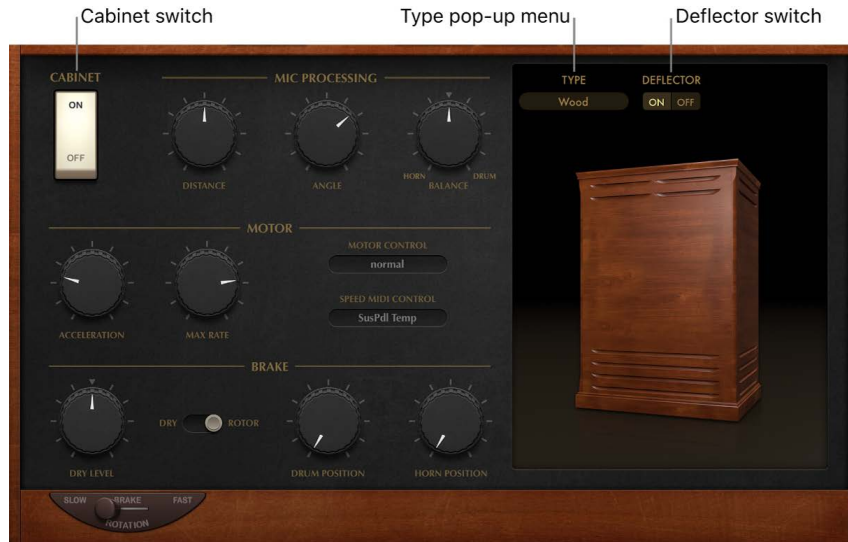 Cabinet switch
Type pop-up menu
Deflector switch
CABINET
ON
OFF
MIC PROCESSING
DISTANCE
ANGLE
HORN
DRUM
BALANCE
TYPE
Wood
DEFLECTOR
ON OFF
MOTOR
ACCELERATION
MAX RATE
MOTOR CONTROL
normal
SPEED MIDI CONTROL
SusPdl Temp
BRAKE
DRY LEVEL
DRY
ROTOR
DRUM POSITION
HORN POSITION
SLOW
BRAKE
FAST
ROTATION